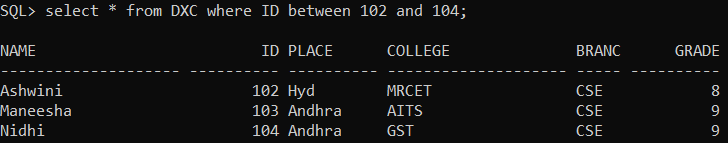 SQL> select * from DXC where ID between 102 and 104;
NAME                         ID PLACE      COLLEGE              BRANC      GRADE
-------------------- ---------- ---------- -------------------- ----- ----------
Ashwini                     102 Hyd        MRCET                CSE            8
Maneesha                    103 Andhra     AITS                 CSE            9
Nidhi                       104 Andhra     GST                  CSE            9